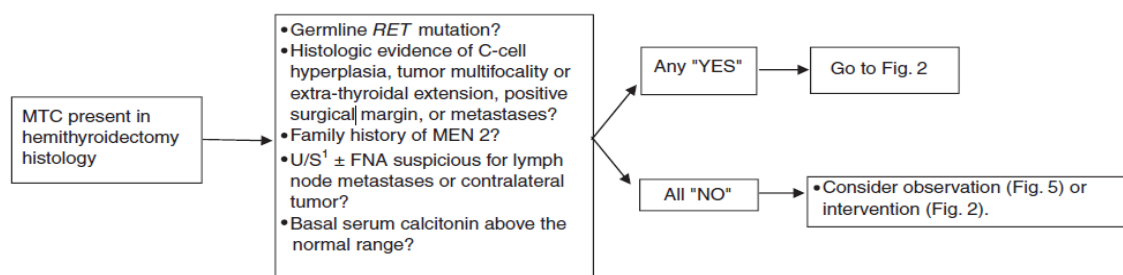 MTC present in
hemithyroidectomy
histology
•Germline RET mutation?
•Histologic evidence of C-cell
hyperplasia, tumor multifocality or
extra-thyroidal extension, positive
surgical margin, or metastases?
•Family history of MEN 2?
•U/S¹ ± FNA suspicious for lymph
node metastases or contralateral
tumor?
•Basal serum calcitonin above the
normal range?
Any "YES"
Go to Fig. 2
All "NO"
•Consider observation (Fig. 5) or
intervention (Fig. 2).